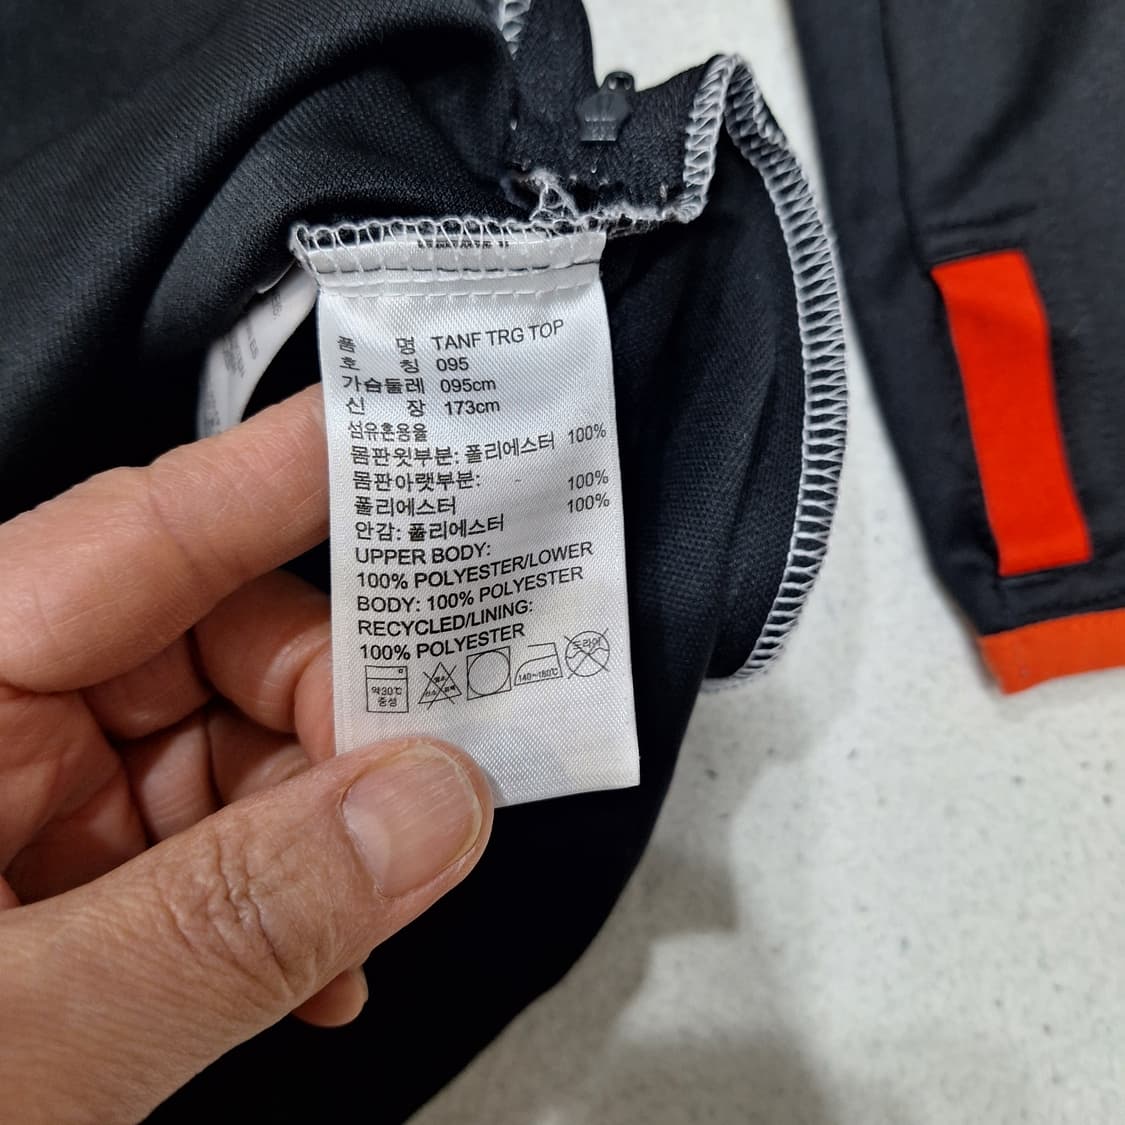 품 명 TANF TRG TOP
호 칭 095
가슴둘레 095cm
신 장 173cm
섬유혼용율
몸판윗부분: 폴리에스터 100%
몸판아랫부분: 100%
폴리에스터 100%
안감: 폴리에스터
UPPER BODY:
100% POLYESTER/LOWER
BODY: 100% POLYESTER
RECYCLED/LINING:
100% POLYESTER
약30℃ 140~160℃ 드라이
중성